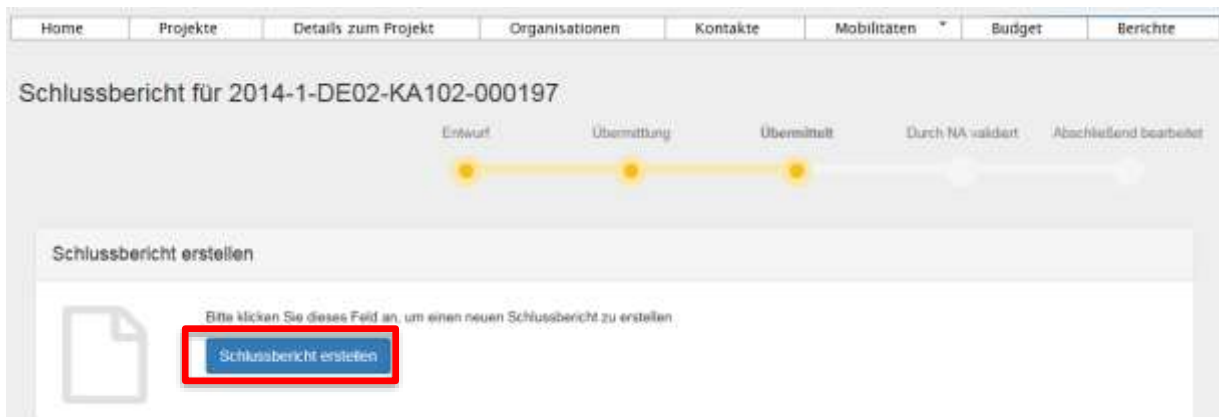 Home Projekte Details zum Projekt Organisationen Kontakte Mobilitäten Budget Berichte
Schlussbericht für 2014-1-DE02-KA102-000197
Entwurf Übermittlung Übermittelt Durch NA validiert Abschließend bearbeitet
Schlussbericht erstellen
Bitte klicken Sie dieses Feld an, um einen neuen Schlussbericht zu erstellen
Schlussbericht erstellen